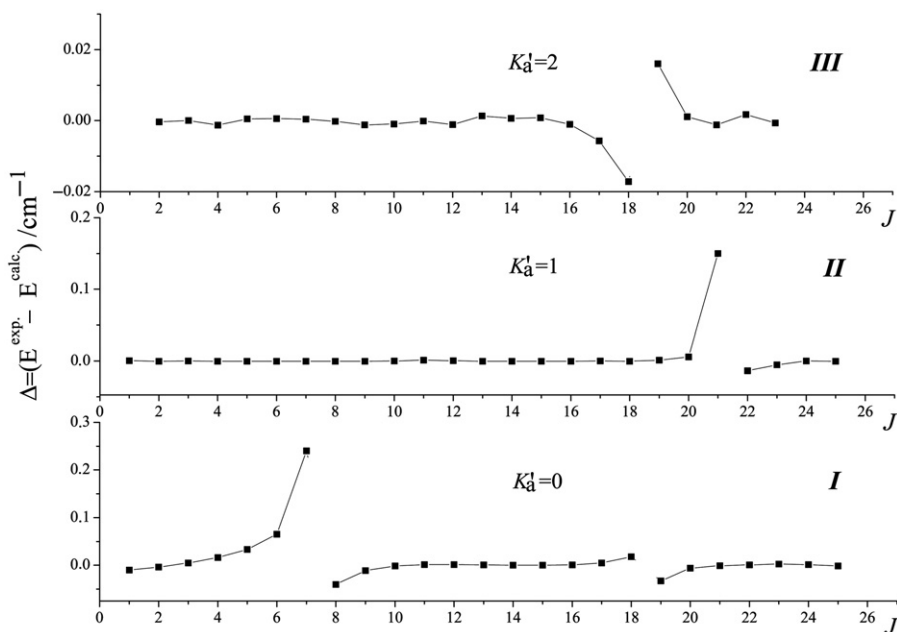 0.02
0.00
−0.02
K'a=2
III
0 2 4 6 8 10 12 14 16 18 20 22 24 26 J
0.2
0.1
0.0
K'a=1
II
0 2 4 6 8 10 12 14 16 18 20 22 24 26 J
0.3
0.2
0.1
0.0
K'a=0
I
0 2 4 6 8 10 12 14 16 18 20 22 24 26 J
Δ=(E^exp.− E^calc.) /cm^−1